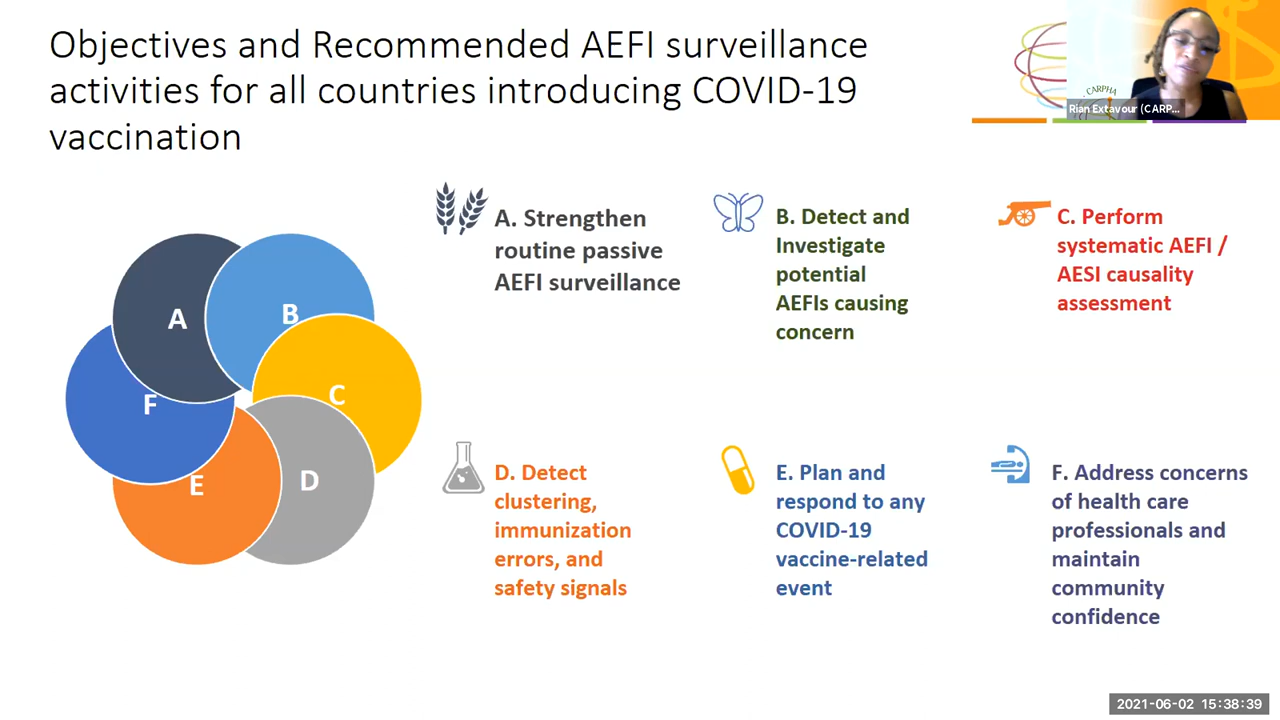 Objectives and Recommended AEFI surveillance
activities for all countries introducing COVID-19
vaccination
CARPHA
Rian Extavour (CARP...
A. Strengthen
routine passive
AEFI surveillance
B. Detect and
Investigate
potential
AEFIs causing
concern
C. Perform
systematic AEFI /
AESI causality
assessment
A
B
C
D
E
F
D. Detect
clustering,
immunization
errors, and
safety signals
E. Plan and
respond to any
COVID-19
vaccine-related
event
F. Address concerns
of health care
professionals and
maintain
community
confidence
2021-06-02 15:38:39